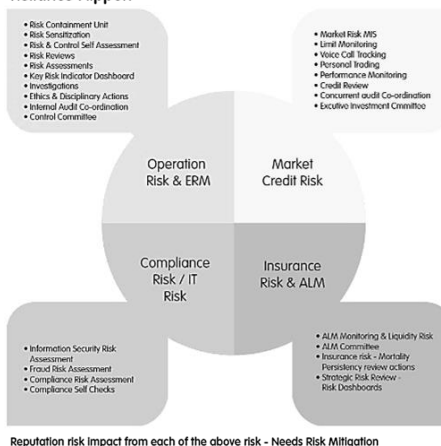 • Risk Containment Unit
• Risk Sensitization
• Risk & Control Self Assessment
• Risk Reviews
• Risk Assessments
• Key Risk Indicator Dashboard
• Investigations
• Ethics & Disciplinary Actions
• Internal Audit Co-ordination
• Control Committee
• Market Risk MIS
• Limit Monitoring
• Voice Call Tracking
• Personal Trading
• Performance Monitoring
• Credit Review
• Concurrent audit Co-ordination
• Excutive Investment Cmmittee
Operation
Risk & ERM
Market
Credit Risk
Compliance
Risk / IT
Risk
Insurance
Risk & ALM
• Information Security Risk
Assessment
• Fraud Risk Assessment
• Compliance Risk Assessment
• Compliance Self Checks
• ALM Monitoring & Liquidity Risk
• ALM Committee
• Insurance risk - Mortality
Persistency review actions
• Strategic Risk Review -
Risk Dashboards
Reputation risk impact from each of the above risk - Needs Risk Mitigation